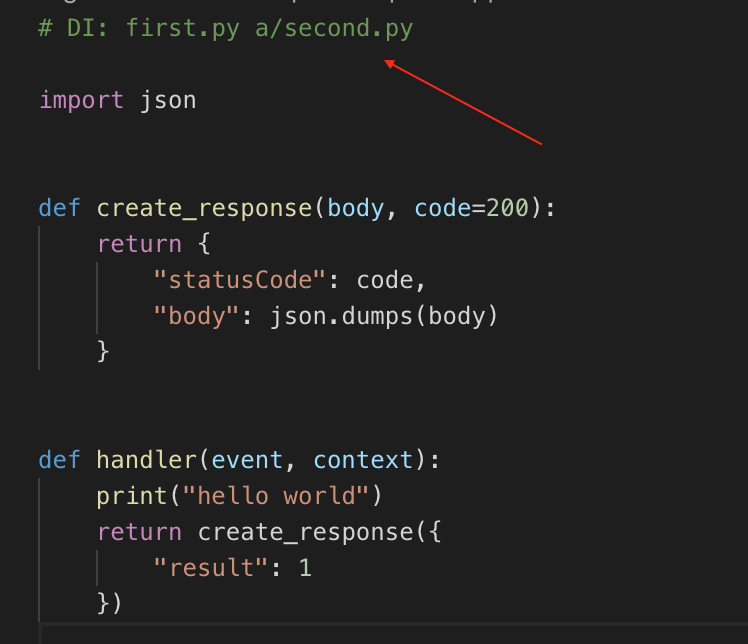 # DI: first.py a/second.py
import json
def create_response(body, code=200):
    return {
        "statusCode": code,
        "body": json.dumps(body)
    }
def handler(event, context):
    print("hello world")
    return create_response({
        "result": 1
    })